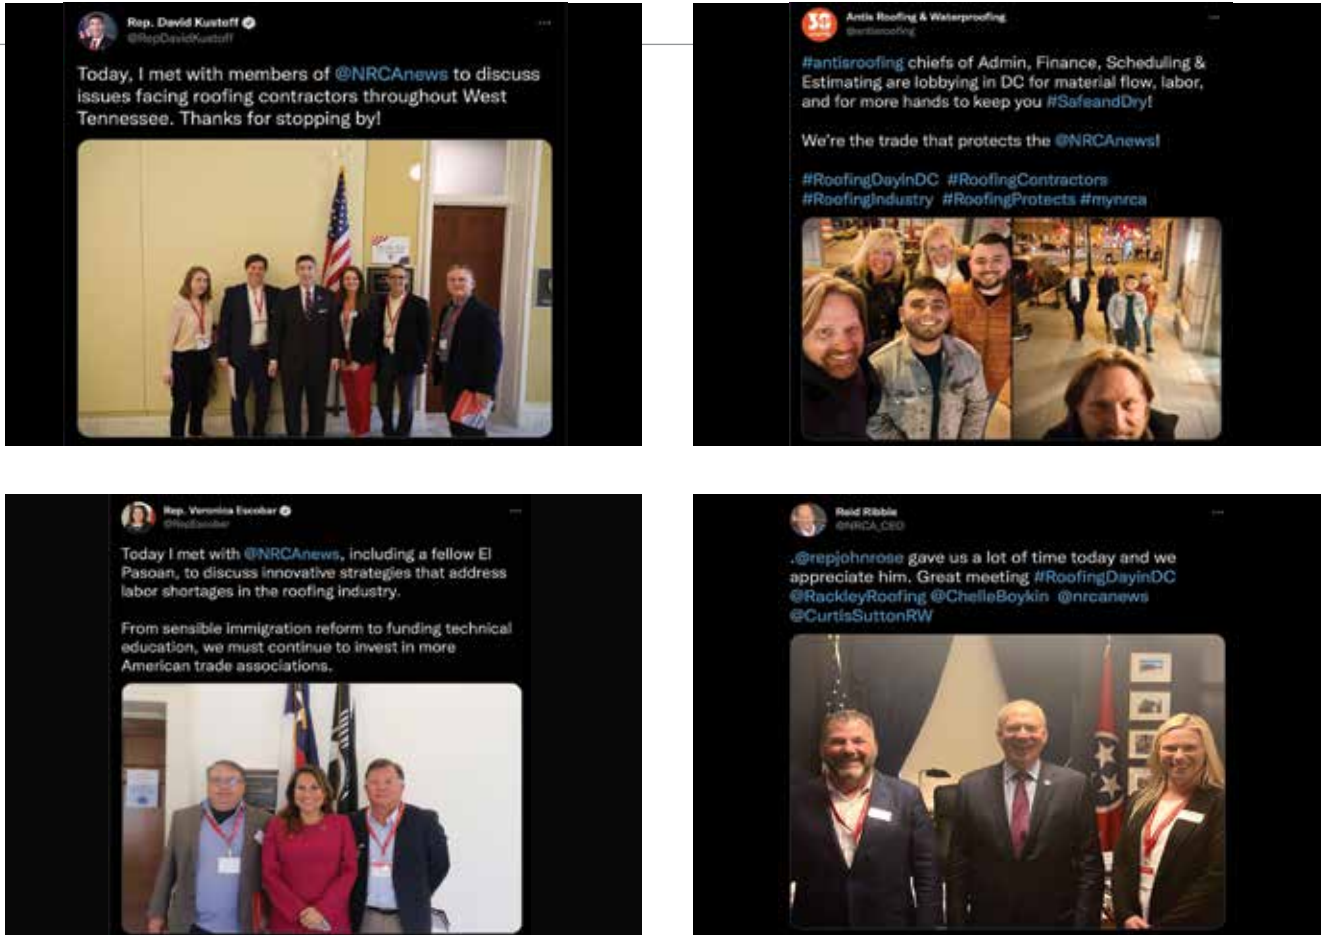 Rep. David Kustoff
@RepDavidKustoff
Today, I met with members of @NRCAnews to discuss
issues facing roofing contractors throughout West
Tennessee. Thanks for stopping by!
30
Antis Roofing & Waterproofing
@antisroofing
#antisroofing chiefs of Admin, Finance, Scheduling &
Estimating are lobbying in DC for material flow, labor,
and for more hands to keep you #SafeandDry!
We're the trade that protects the @NRCAnews!
#RoofingDayInDC #RoofingContractors
#RoofingIndustry #RoofingProtects #mynrca
Rep. Veronica Escobar
@RepEscobar
Today I met with @NRCAnews, including a fellow El
Pasoan, to discuss innovative strategies that address
labor shortages in the roofing industry.
From sensible immigration reform to funding technical
education, we must continue to invest in more
American trade associations.
Reid Ribble
@NRCA_CEO
.@repjohnrose gave us a lot of time today and we
appreciate him. Great meeting #RoofingDayinDC
@RackleyRoofing @ChelleBoykin @nrcanews
@CurtisSuttonRW